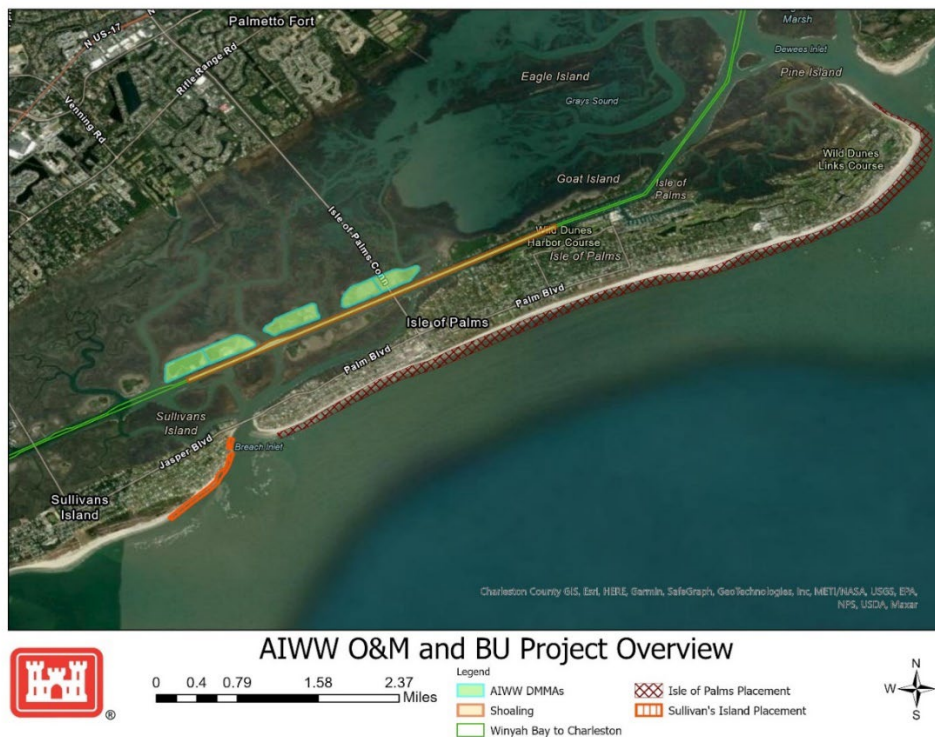 Palmetto Fort
N US-17
N
Rifle Range Rd
Venning Rd
Marsh
Dewees Inlet
Eagle Island
Pine Island
Grays Sound
Wild Dunes
Links Course
Goat Island
Isle of
Palms
Isle of Palms Conn
Wild Dunes
Harbor Course
Isle of Palms
Palm Blvd
Isle of Palms
Palm Blvd
Sullivans
Island
Breach Inlet
Jasper Blvd
Sullivans
Island
Charleston County GIS, Esri, HERE, Garmin, SafeGraph, GeoTechnologies, Inc, METI/NASA, USGS, EPA,
NPS, USDA, Maxar
AIWW O&M and BU Project Overview
Legend
0 0.4 0.79 1.58 2.37
Miles
AIWW DMMAs
Shoaling
Winyah Bay to Charleston
Isle of Palms Placement
Sullivan's Island Placement
®
N
W
E
S